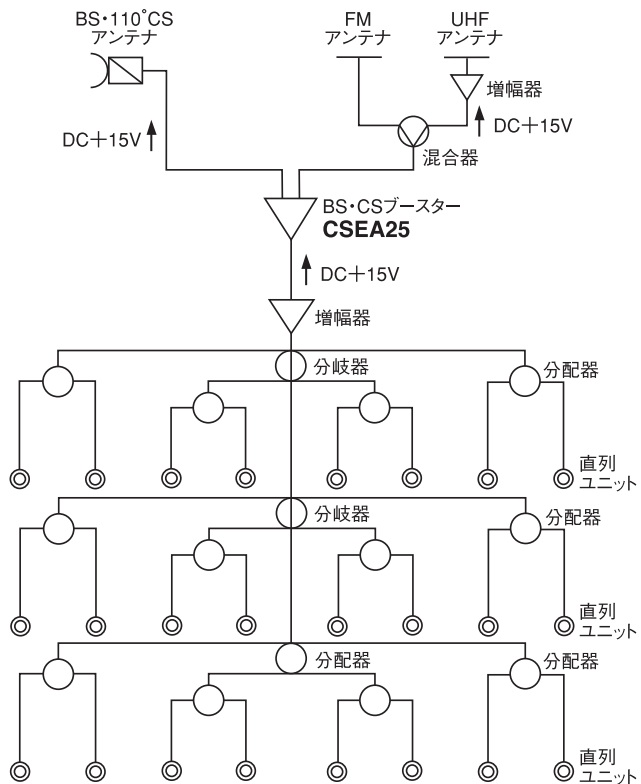 BS・110°CS
アンテナ
FM
アンテナ
UHF
アンテナ
増幅器
DC＋15V
DC＋15V
混合器
BS・CSブースター
CSEA25
DC＋15V
増幅器
分岐器
分配器
直列
ユニット
分岐器
分配器
直列
ユニット
分配器
分配器
直列
ユニット